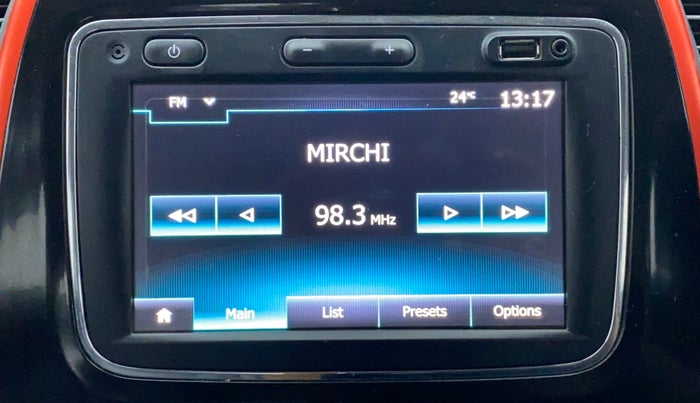 − +
FM 24°C 13:17
MIRCHI
98.3 MHz
Main List Presets Options